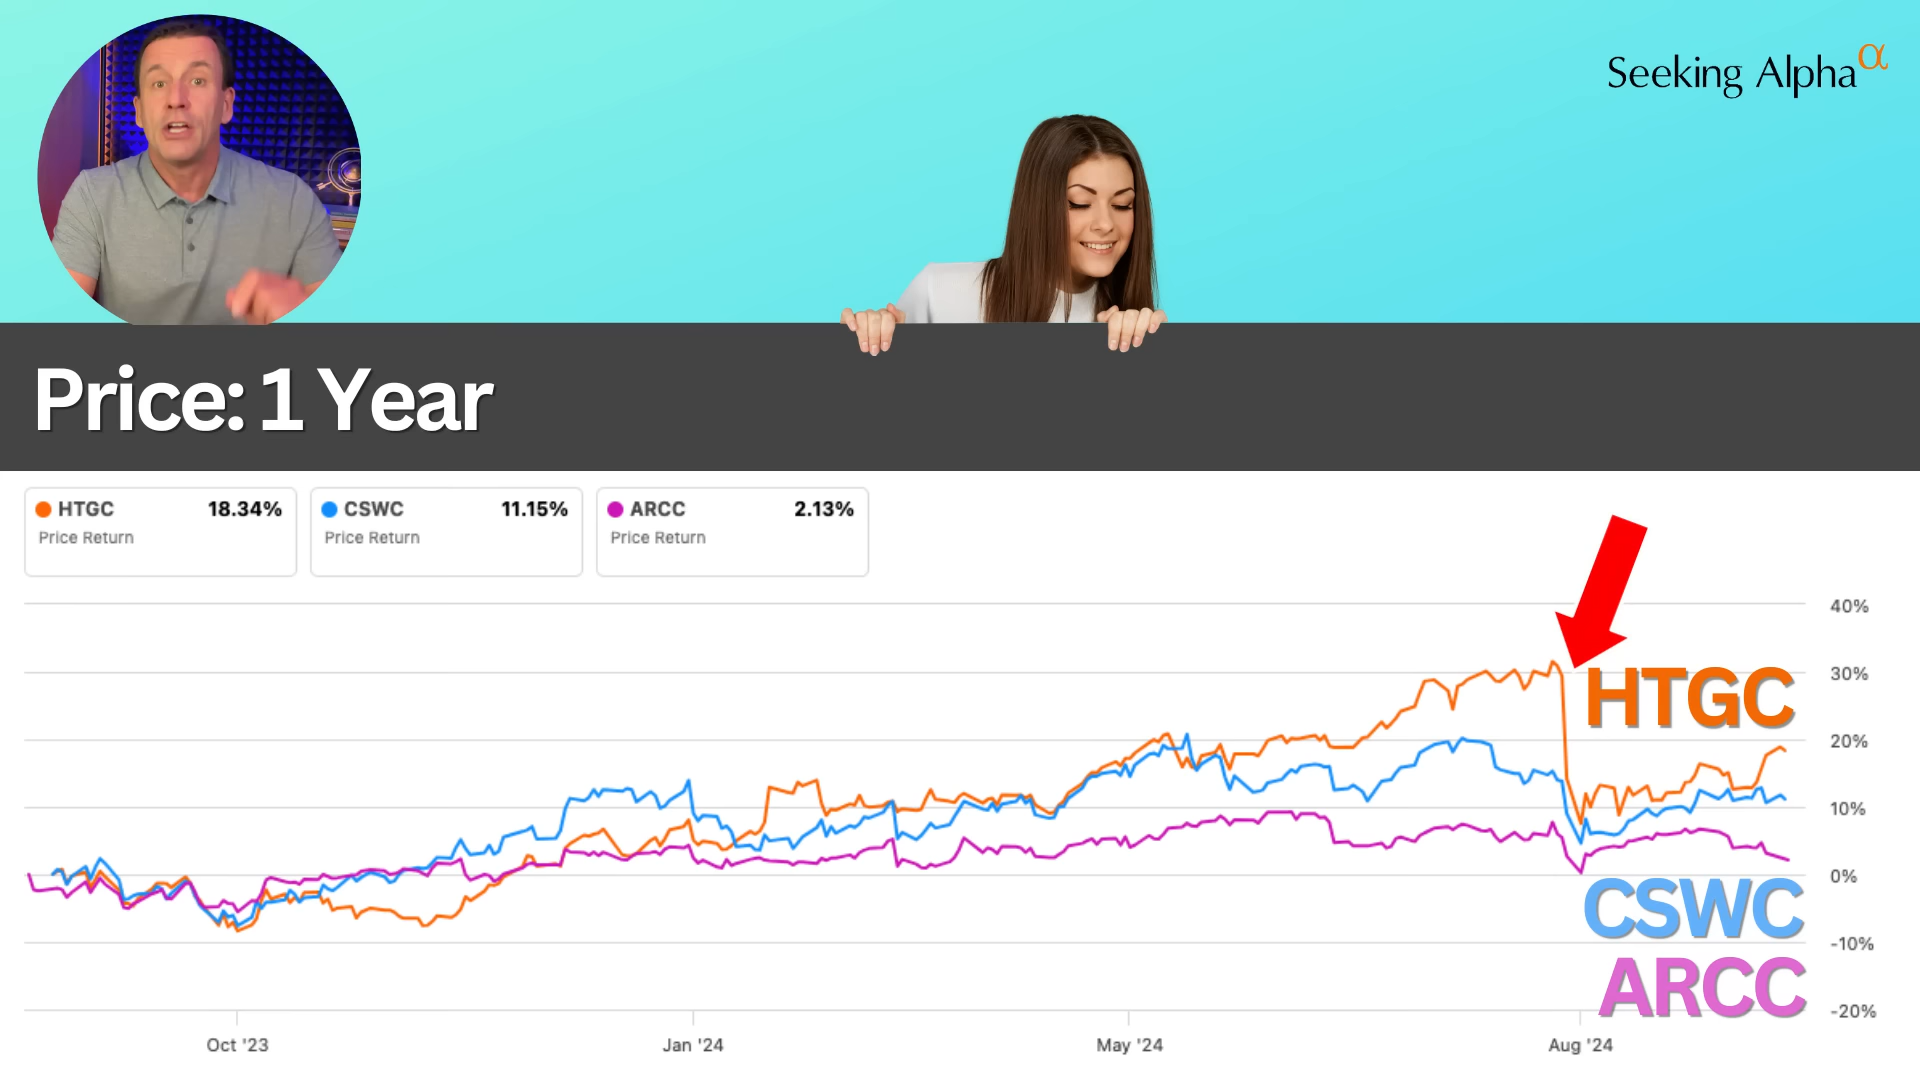 Seeking Alpha α
Price: 1 Year
HTGC 18.34%
Price Return
CSWC 11.15%
Price Return
ARCC 2.13%
Price Return
40%
30%
20%
10%
0%
-10%
-20%
HTGC
CSWC
ARCC
Oct '23
Jan '24
May '24
Aug '24